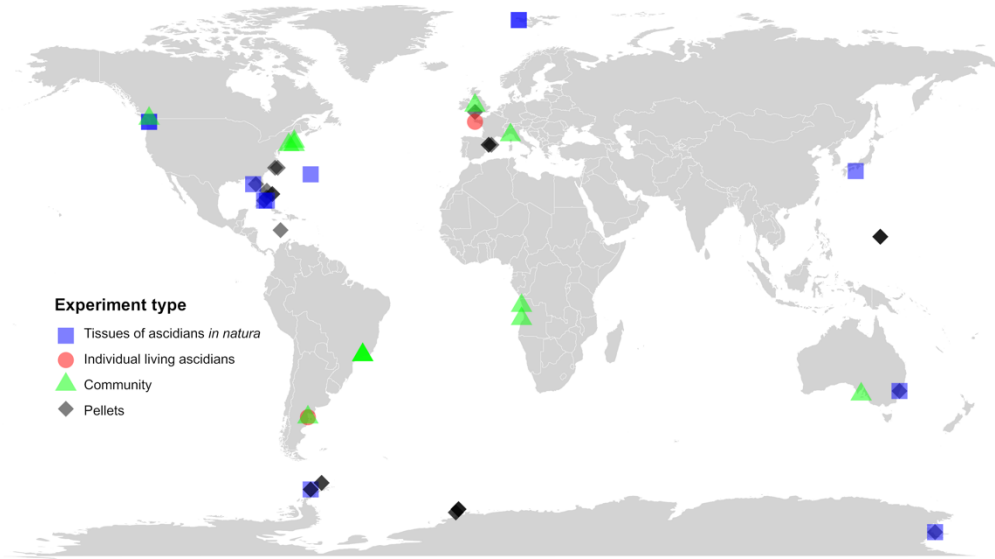 Experiment type
Tissues of ascidians in natura
Individual living ascidians
Community
Pellets